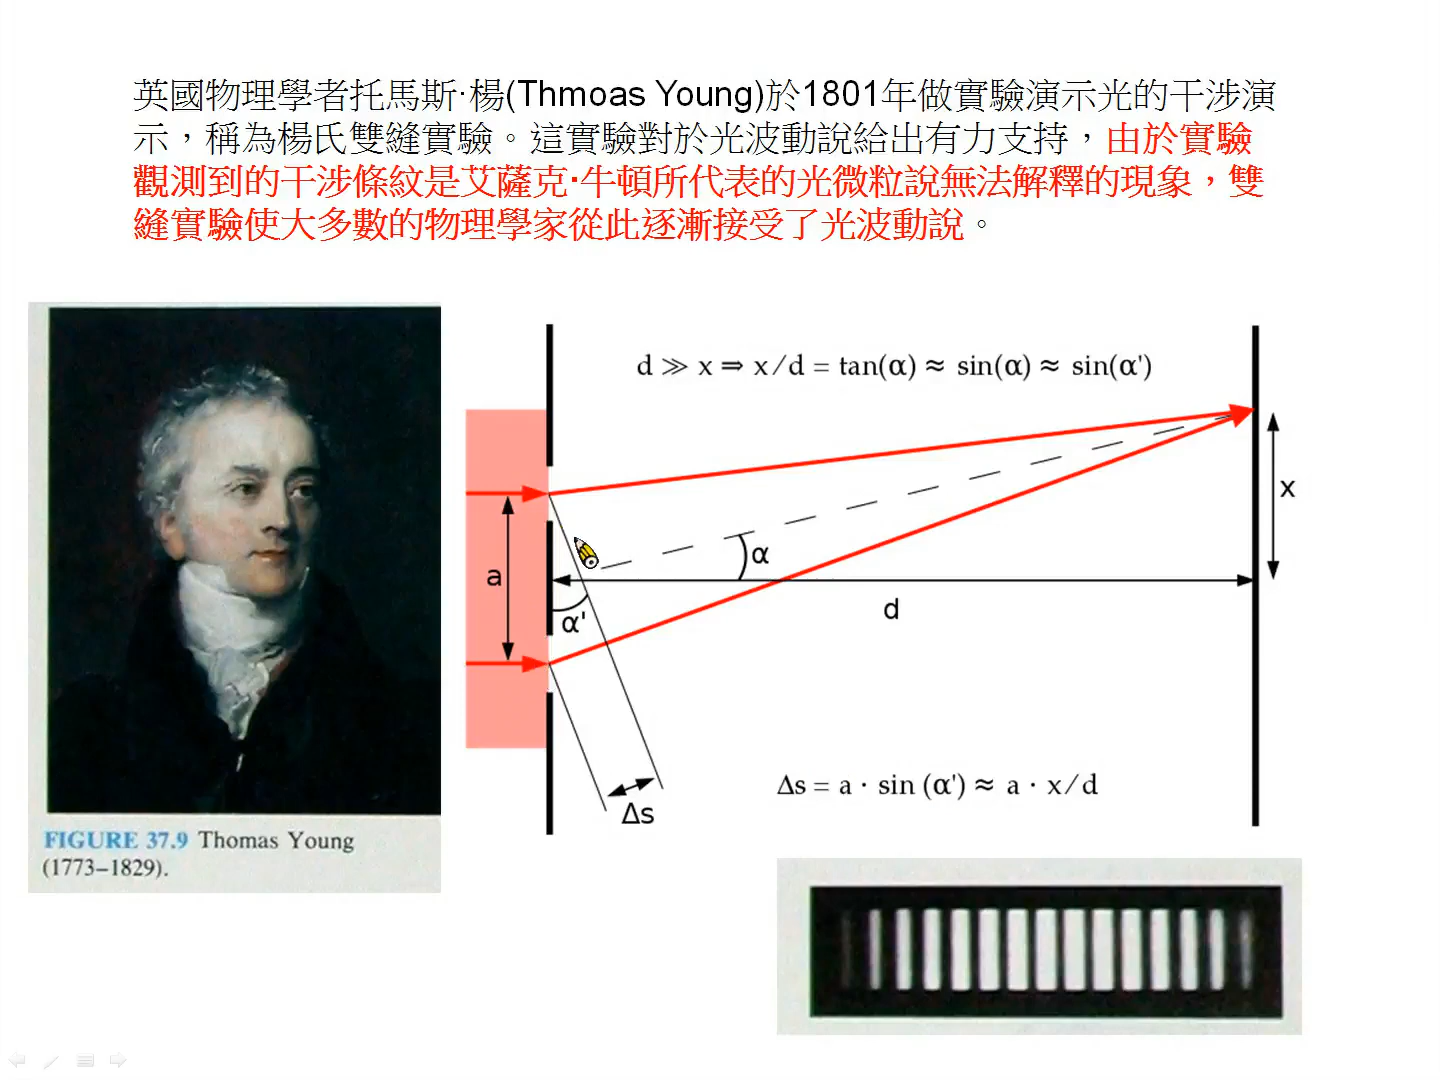 英國物理學者托馬斯·楊(Thmoas Young)於1801年做實驗演示光的干涉演
示，稱為楊氏雙縫實驗。這實驗對於光波動說給出有力支持，由於實驗
觀測到的干涉條紋是艾薩克·牛頓所代表的光微粒說無法解釋的現象，雙
縫實驗使大多數的物理學家從此逐漸接受了光波動說。
d ≫ x ⇒ x/d = tan(α) ≈ sin(α) ≈ sin(α')
x
a
α
d
α'
Δs = a · sin (α') ≈ a · x/d
Δs
FIGURE 37.9 Thomas Young
(1773–1829).